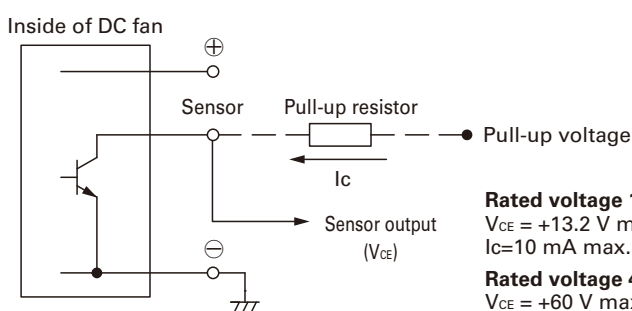 Inside of DC fan
⊕
Sensor
Pull-up resistor
Pull-up voltage
Ic
Sensor output
(VCE)
⊖
Rated voltage
VCE = +13.2 V
Ic=10 mA max.
Rated voltage
VCE = +60 V